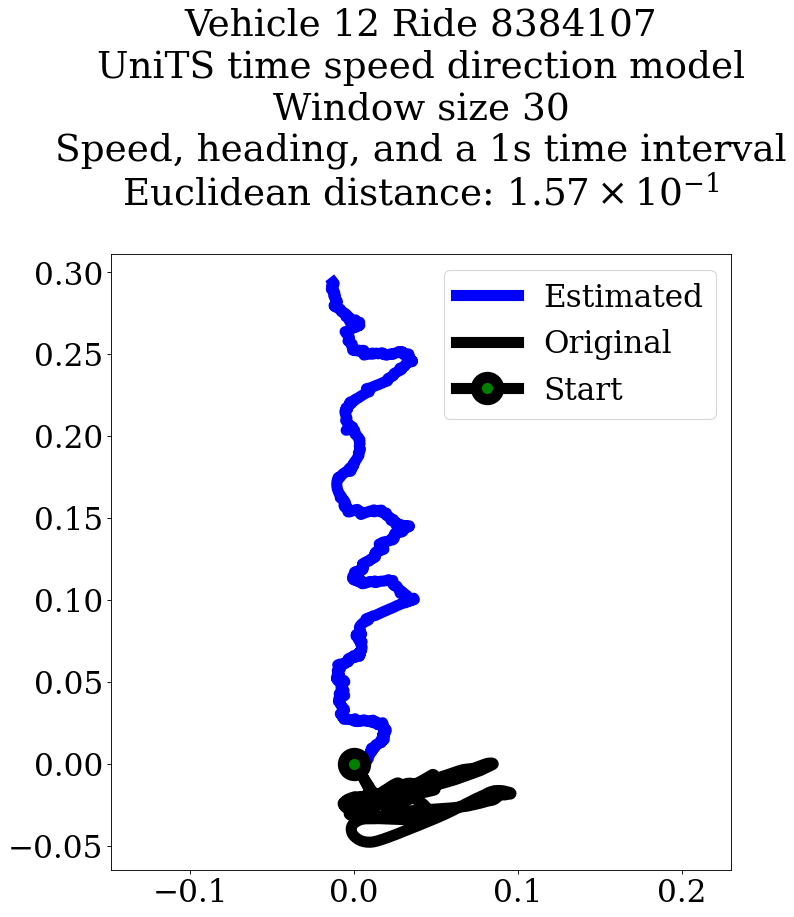 Vehicle 12 Ride 8384107
UniTS time speed direction model
Window size 30
Speed, heading, and a 1s time interval
Euclidean distance: 1.57 × 10⁻¹
0.30
0.25
0.20
0.15
0.10
0.05
0.00
−0.05
Estimated
Original
Start
−0.1
0.0
0.1
0.2